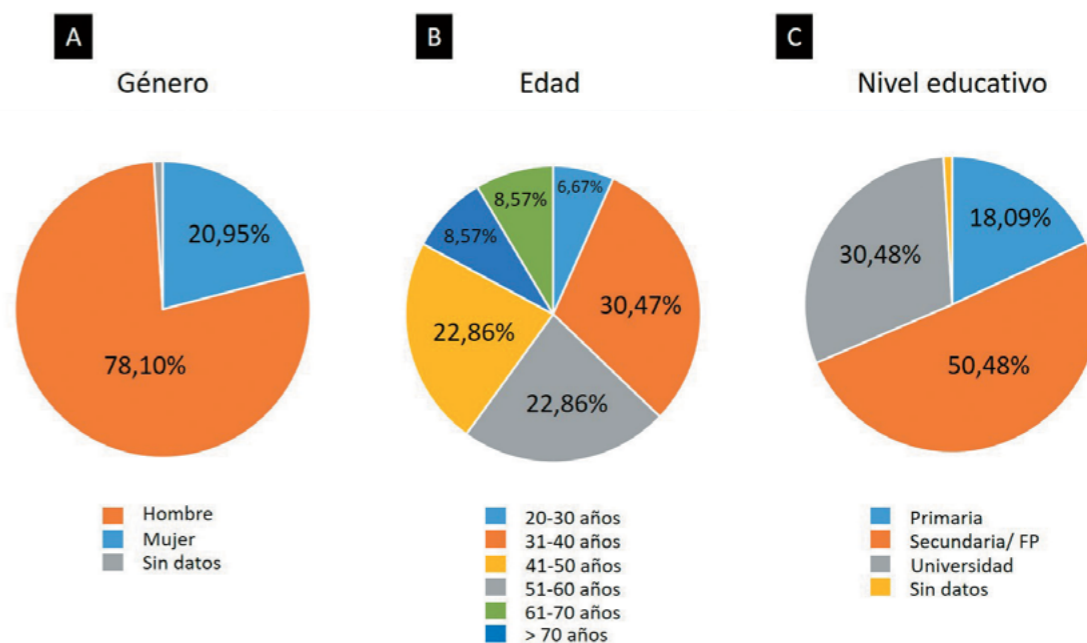 A
Género
20,95%
78,10%
Hombre
Mujer
Sin datos
B
Edad
6,67%
30,47%
22,86%
22,86%
8,57%
8,57%
20-30 años
31-40 años
41-50 años
51-60 años
61-70 años
> 70 años
C
Nivel educativo
18,09%
50,48%
30,48%
Primaria
Secundaria/ FP
Universidad
Sin datos